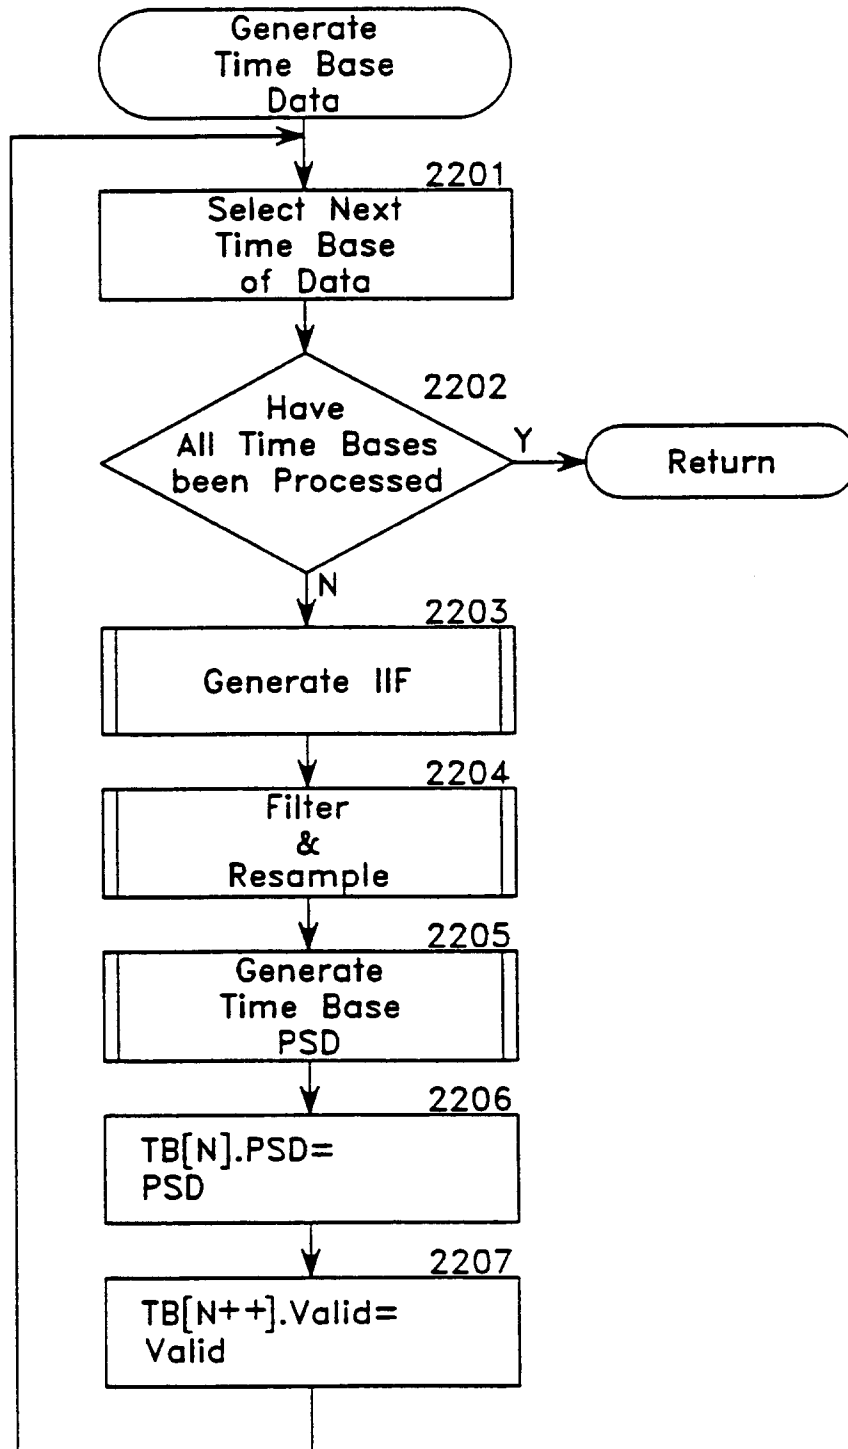 Generate
Time Base
Data
2201
Select Next
Time Base
of Data
2202
Have
All Time Bases
been Processed
Y
Return
N
2203
Generate IIF
2204
Filter
&
Resample
2205
Generate
Time Base
PSD
2206
TB[N].PSD=
PSD
2207
TB[N++].Valid=
Valid